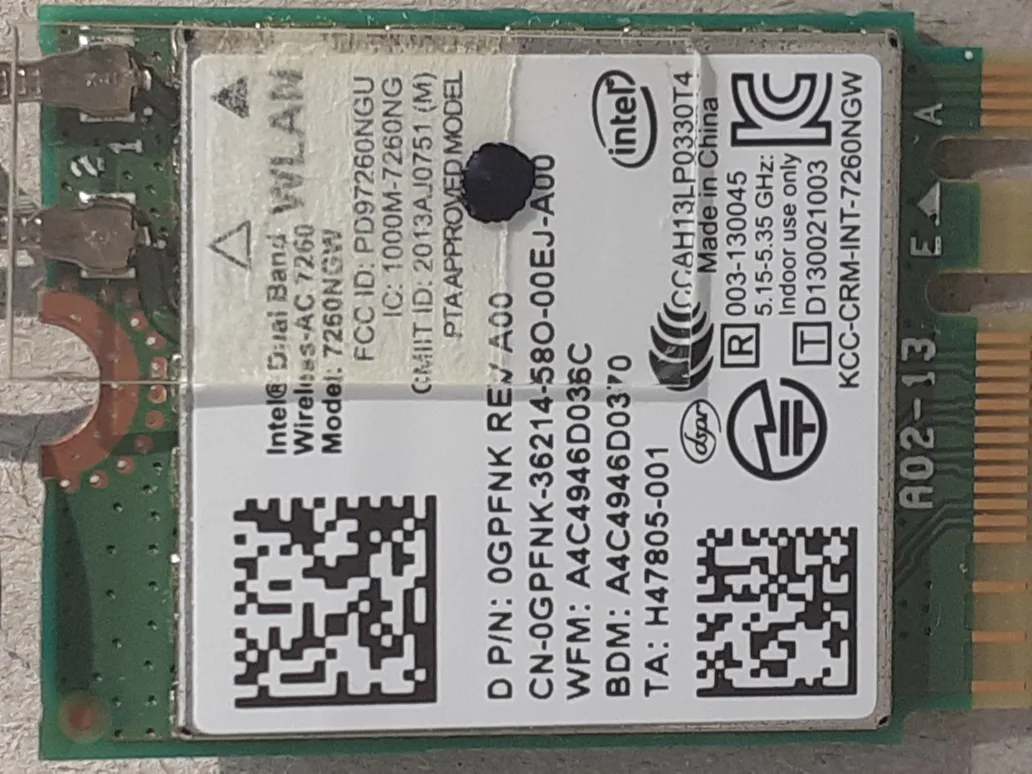 Intel® Dual Band
Wireless-AC 7260
Model: 7260NGW
WLAN
FCC ID: PD97260NGU
IC: 1000M-7260NG
CMIIT ID: 2013AJ0751 (M)
PTA APPROVED MODEL
D P/N: 0GPFNK REV A00
CN-0GPFNK-36214-58O-00EJ-A00
WFM: A4C4946D036C
BDM: A4C4946D0370
TA: H47805-001
intel
CCAH13LP0330T4
Made in China
dspr
R 003-130045
5.15-5.35 GHz:
Indoor use only
T D130021003
KCC-CRM-INT-7260NGW
A02-13
E
A
2
1